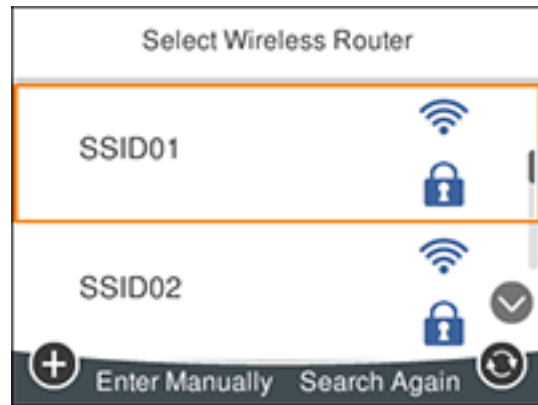 Select Wireless Router
SSID01
SSID02
Enter Manually Search Again